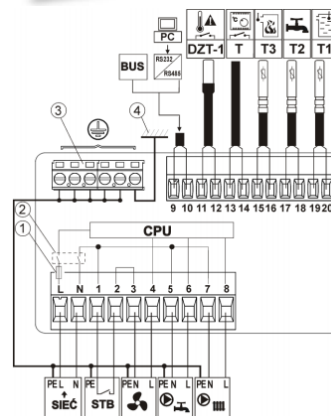 PC
BUS
RS232
RS485
DZT-1 T T3 T2 T1
3
4
9 10 11 12 13 14 15 16 17 18 19 20
2
1
CPU
L N 1 2 3 4 5 6 7 8
PE L N PE PE N L PE N L PE N L
SIEĆ STB